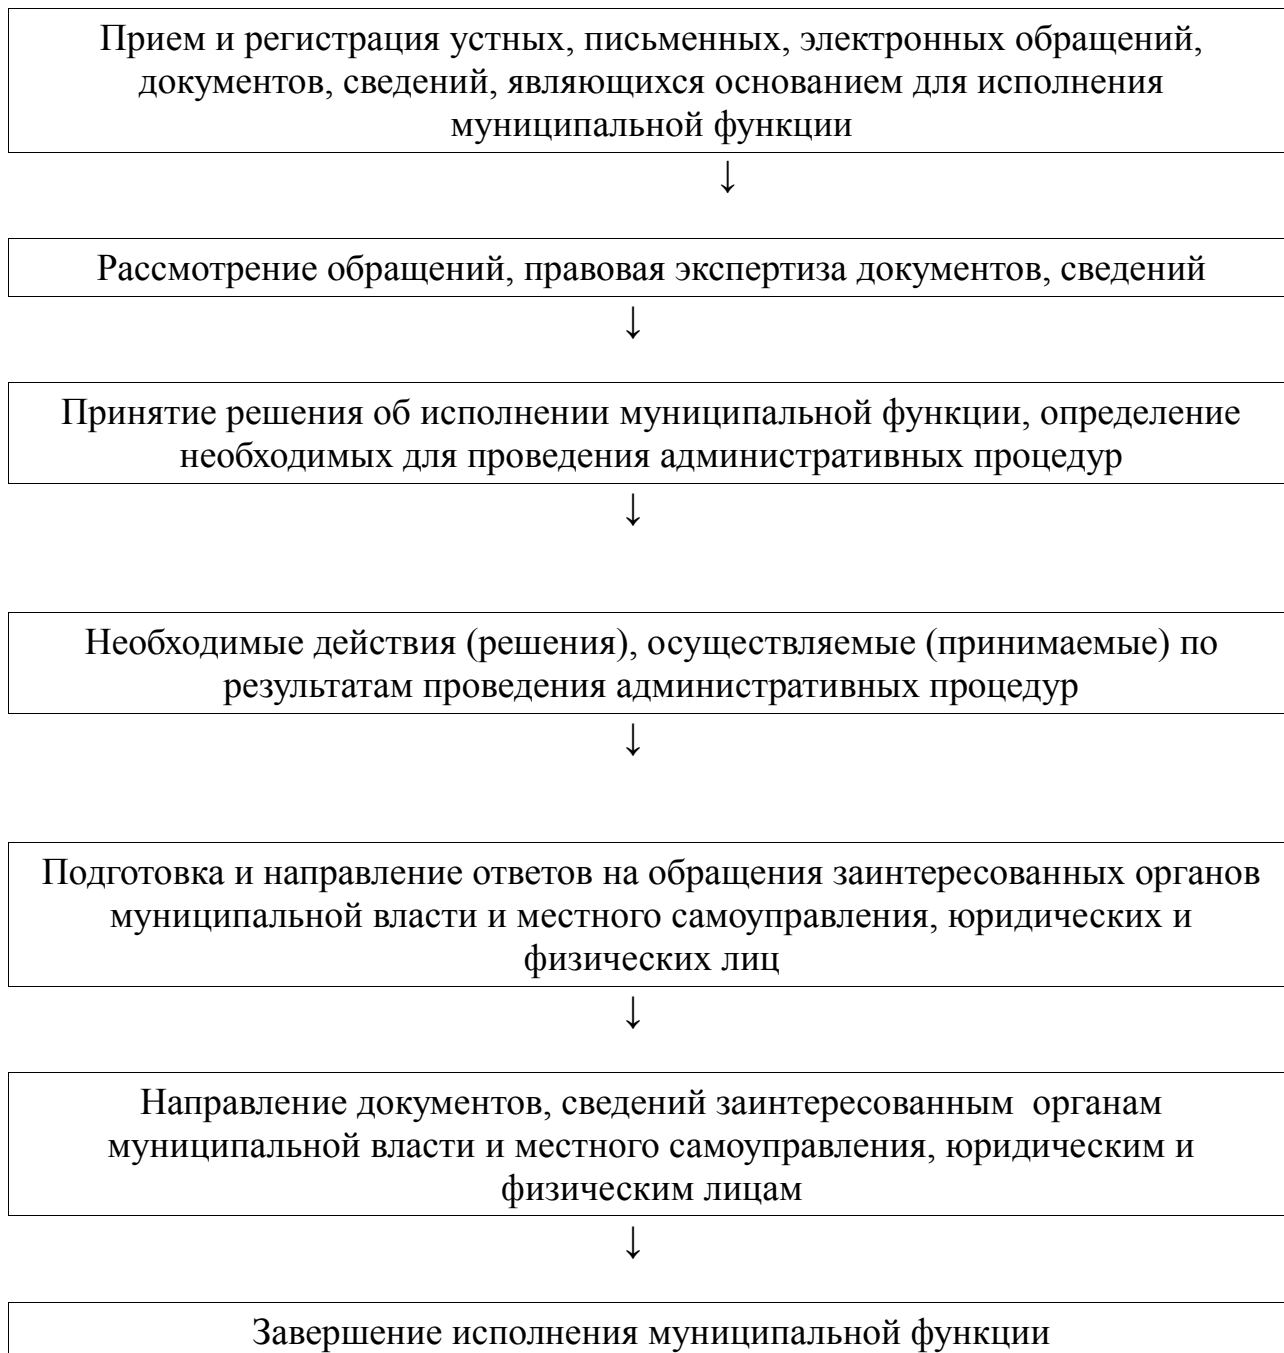 Прием и регистрация устных, письменных, электронных обращений,
документов, сведений, являющихся основанием для исполнения
муниципальной функции
↓
Рассмотрение обращений, правовая экспертиза документов, сведений
↓
Принятие решения об исполнении муниципальной функции, определение
необходимых для проведения административных процедур
↓
Необходимые действия (решения), осуществляемые (принимаемые) по
результатам проведения административных процедур
↓
Подготовка и направление ответов на обращения заинтересованных органов
муниципальной власти и местного самоуправления, юридических и
физических лиц
↓
Направление документов, сведений заинтересованным  органам
муниципальной власти и местного самоуправления, юридическим и
физическим лицам
↓
Завершение исполнения муниципальной функции